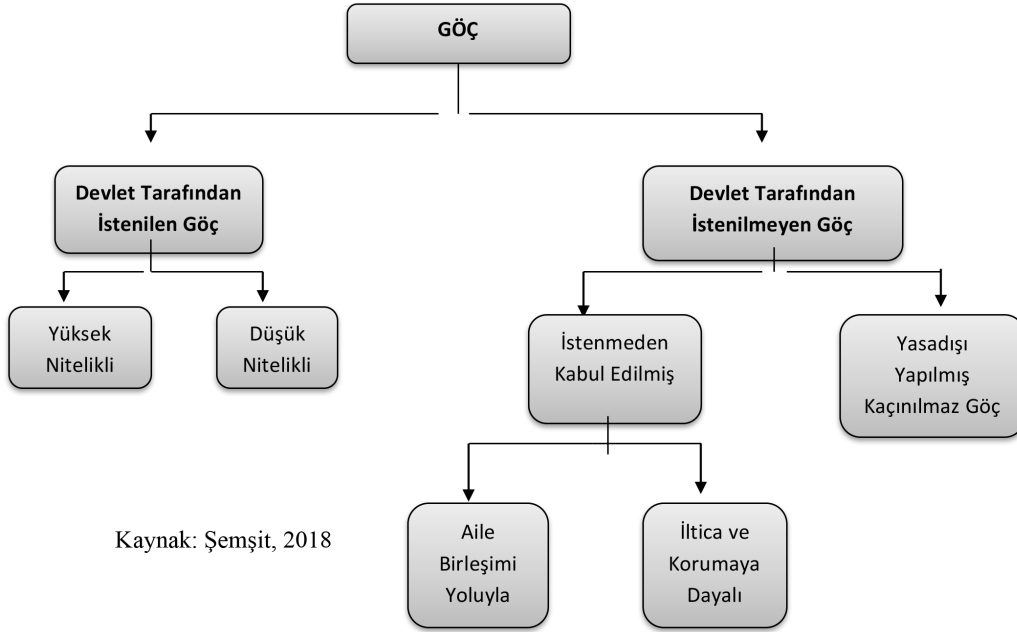 GÖÇ
Devlet Tarafından
İstenilen Göç
Devlet Tarafından
İstenilmeyen Göç
Yüksek
Nitelikli
Düşük
Nitelikli
İstenmeden
Kabul Edilmiş
Yasadışı
Yapılmış
Kaçınılmaz Göç
Aile
Birleşimi
Yoluyla
İltica ve
Korumaya
Dayalı
Kaynak: Şemşit, 2018